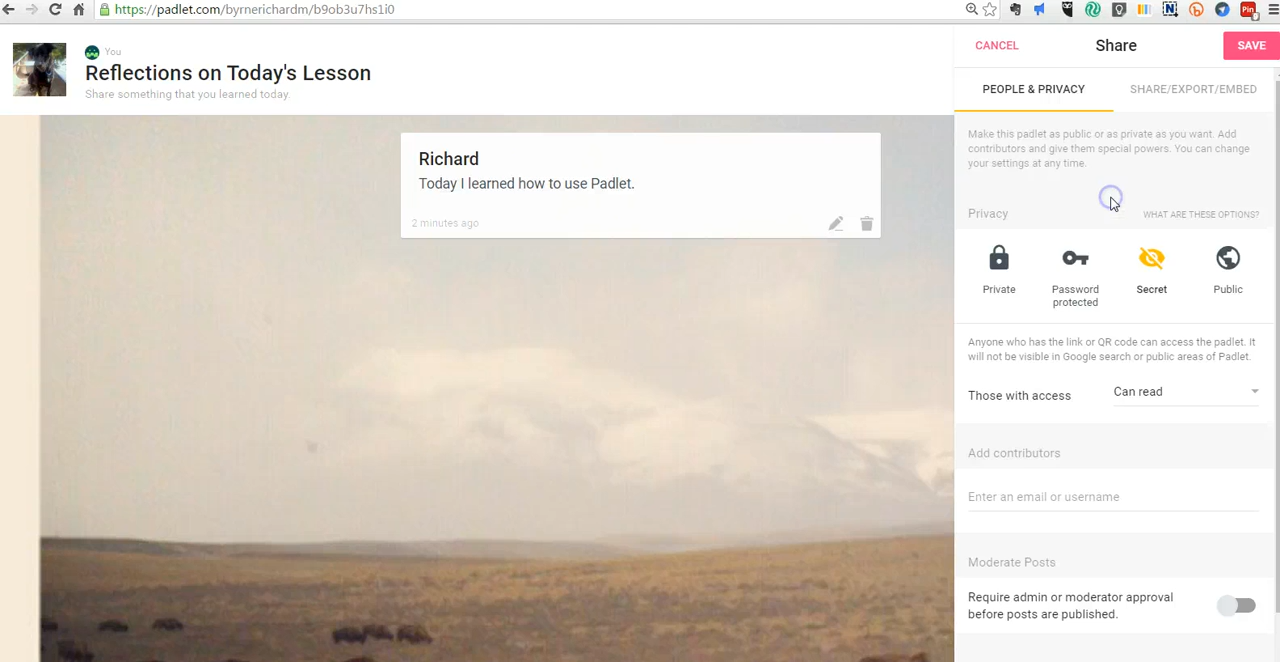 https://padlet.com/byrnerichardm/b9ob3u7hs1i0
You
Reflections on Today's Lesson
Share something that you learned today.
Richard
Today I learned how to use Padlet.
2 minutes ago
CANCEL
Share
SAVE
PEOPLE & PRIVACY
SHARE/EXPORT/EMBED
Make this padlet as public or as private as you want. Add
contributors and give them special powers. You can change
your settings at any time.
Privacy
WHAT ARE THESE OPTIONS?
Private
Password
protected
Secret
Public
Anyone who has the link or QR code can access the padlet. It
will not be visible in Google search or public areas of Padlet.
Those with access
Can read
Add contributors
Enter an email or username
Moderate Posts
Require admin or moderator approval
before posts are published.